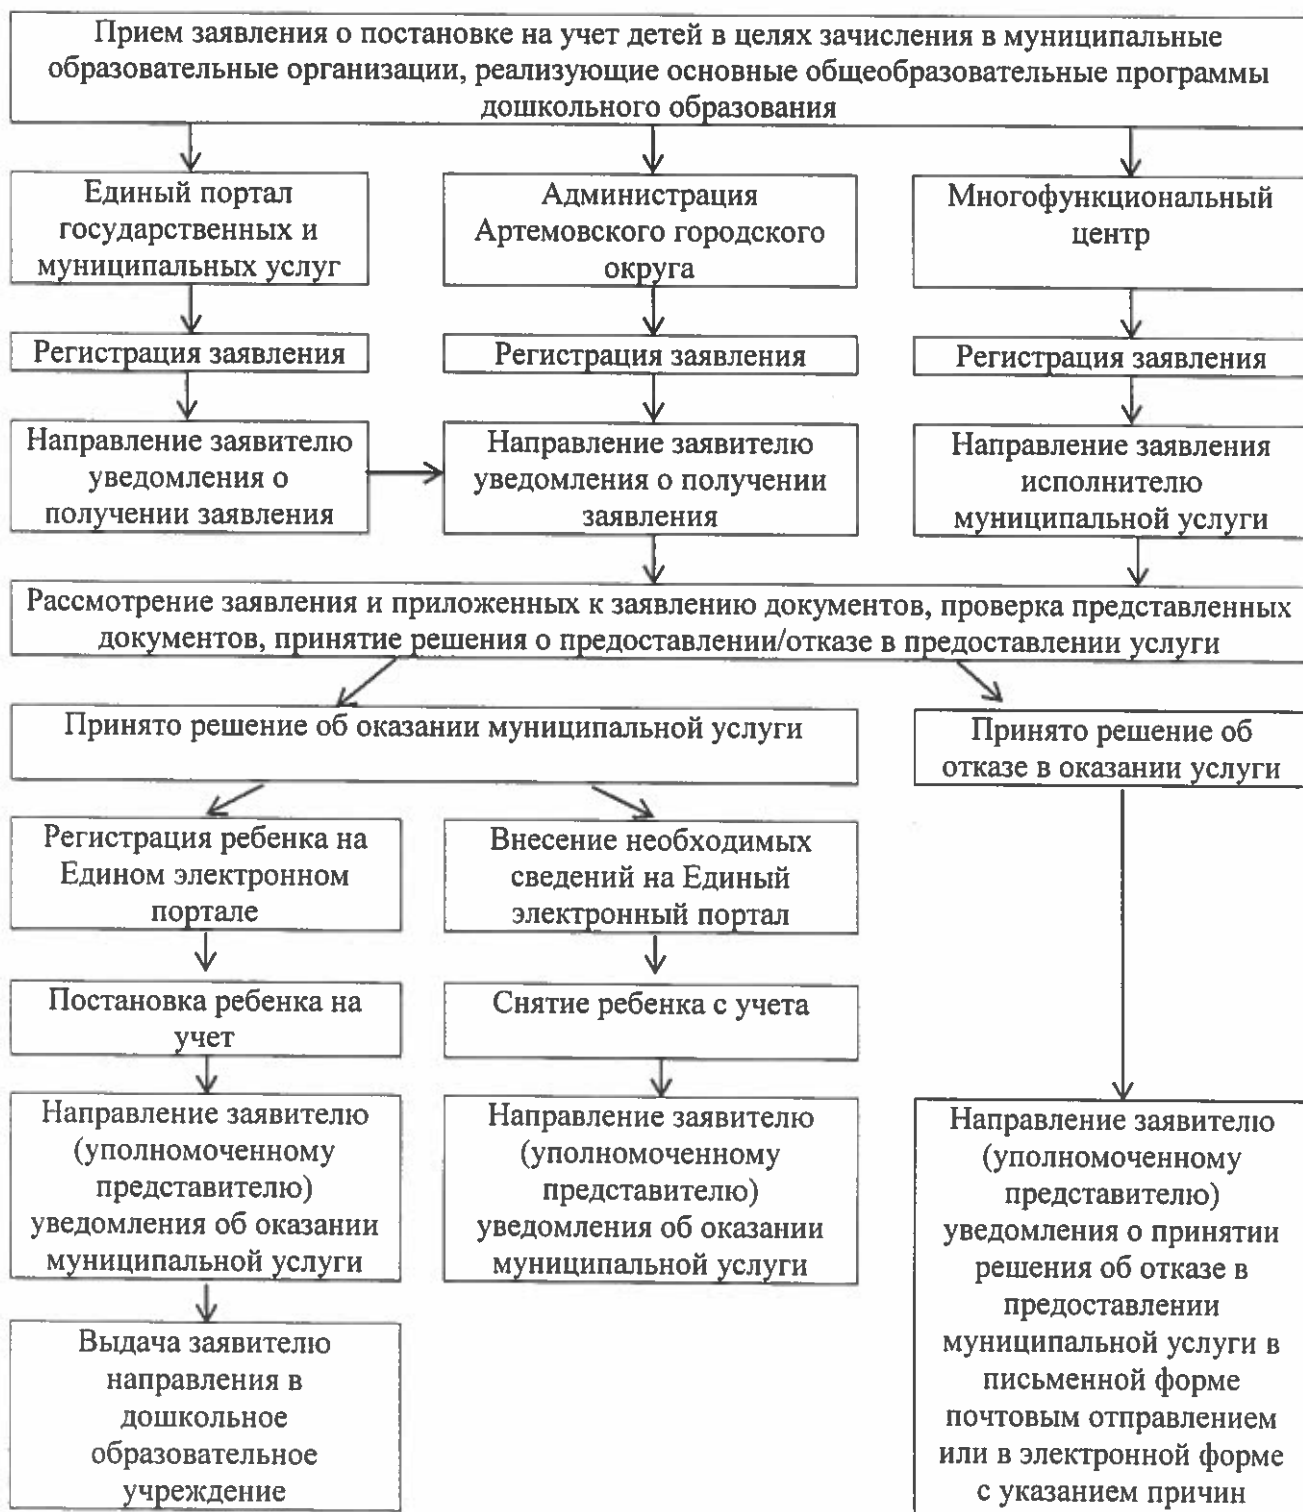 Прием заявления о постановке на учет детей в целях зачисления в муниципальные
образовательные организации, реализующие основные общеобразовательные программы
дошкольного образования
Единый портал
государственных и
муниципальных услуг
Администрация
Артемовского городского
округа
Многофункциональный
центр
Регистрация заявления
Регистрация заявления
Регистрация заявления
Направление заявителю
уведомления о
получении заявления
Направление заявителю
уведомления о получении
заявления
Направление заявления
исполнителю
муниципальной услуги
Рассмотрение заявления и приложенных к заявлению документов, проверка представленных
документов, принятие решения о предоставлении/отказе в предоставлении услуги
Принято решение об оказании муниципальной услуги
Принято решение об
отказе в оказании услуги
Регистрация ребенка на
Едином электронном
портале
Внесение необходимых
сведений на Единый
электронный портал
Постановка ребенка на
учет
Снятие ребенка с учета
Направление заявителю
(уполномоченному
представителю)
уведомления об оказании
муниципальной услуги
Направление заявителю
(уполномоченному
представителю)
уведомления об оказании
муниципальной услуги
Направление заявителю
(уполномоченному
представителю)
уведомления о принятии
решения об отказе в
предоставлении
муниципальной услуги в
письменной форме
почтовым отправлением
или в электронной форме
с указанием причин
Выдача заявителю
направления в
дошкольное
образовательное
учреждение